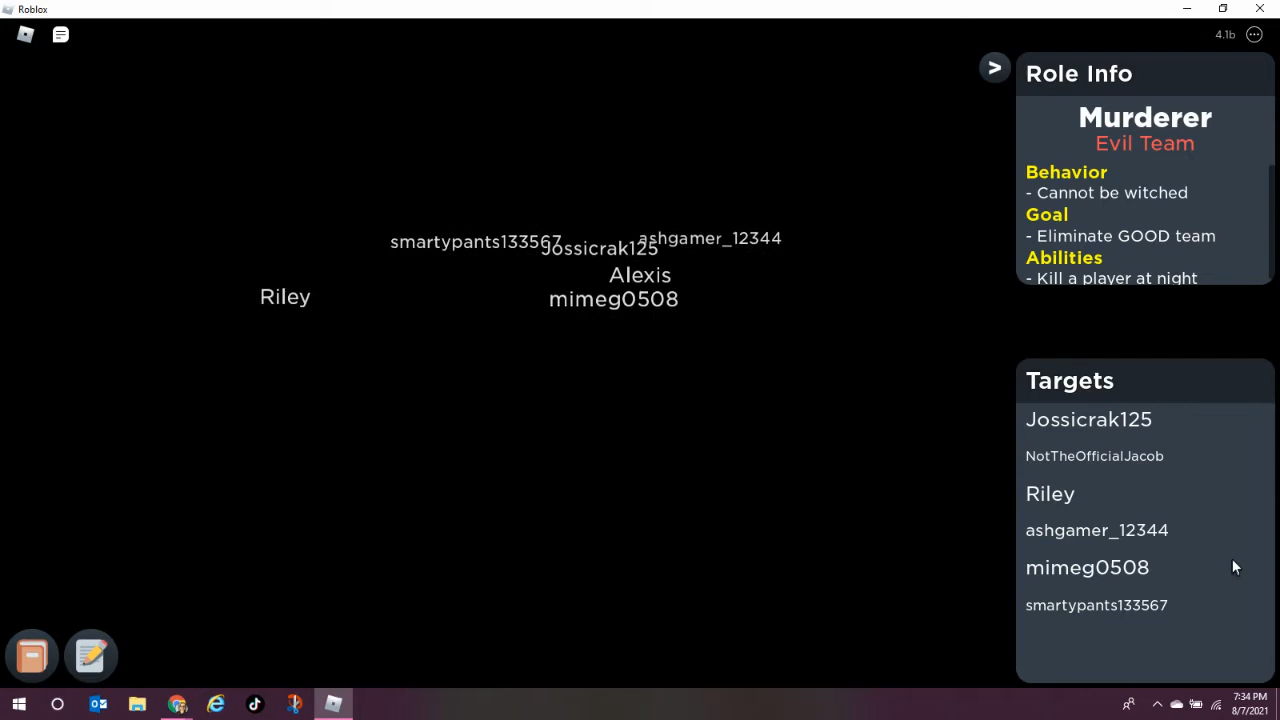 Roblox
4.1b
>
Role Info
Murderer
Evil Team
Behavior
- Cannot be witched
Goal
- Eliminate GOOD team
Abilities
- Kill a player at night
smartypants133567
Jossicrak125
ashgamer_12344
Alexis
Riley
mimeg0508
Targets
Jossicrak125
NotTheOfficialJacob
Riley
ashgamer_12344
mimeg0508
smartypants133567
7:34 PM
8/7/2021